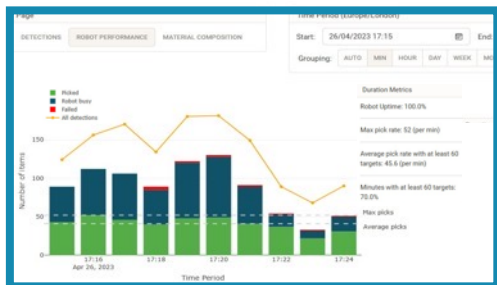 Page
Time Period (Europe/London)
DETECTIONS ROBOT PERFORMANCE MATERIAL COMPOSITION
Start: 26/04/2023 17:15 End:
Grouping: AUTO MIN HOUR DAY WEEK MO
Picked
Robot busy
Failed
All detections
Duration Metrics
Robot Uptime: 100.0%
Max pick rate: 52 (per min)
Average pick rate with at least 60
targets: 45.6 (per min)
Minutes with at least 60 targets:
70.0%
Max picks
Average picks
Number of Items
150
100
50
0
17:16 17:18 17:20 17:22 17:24
Apr 26, 2023
Time Period